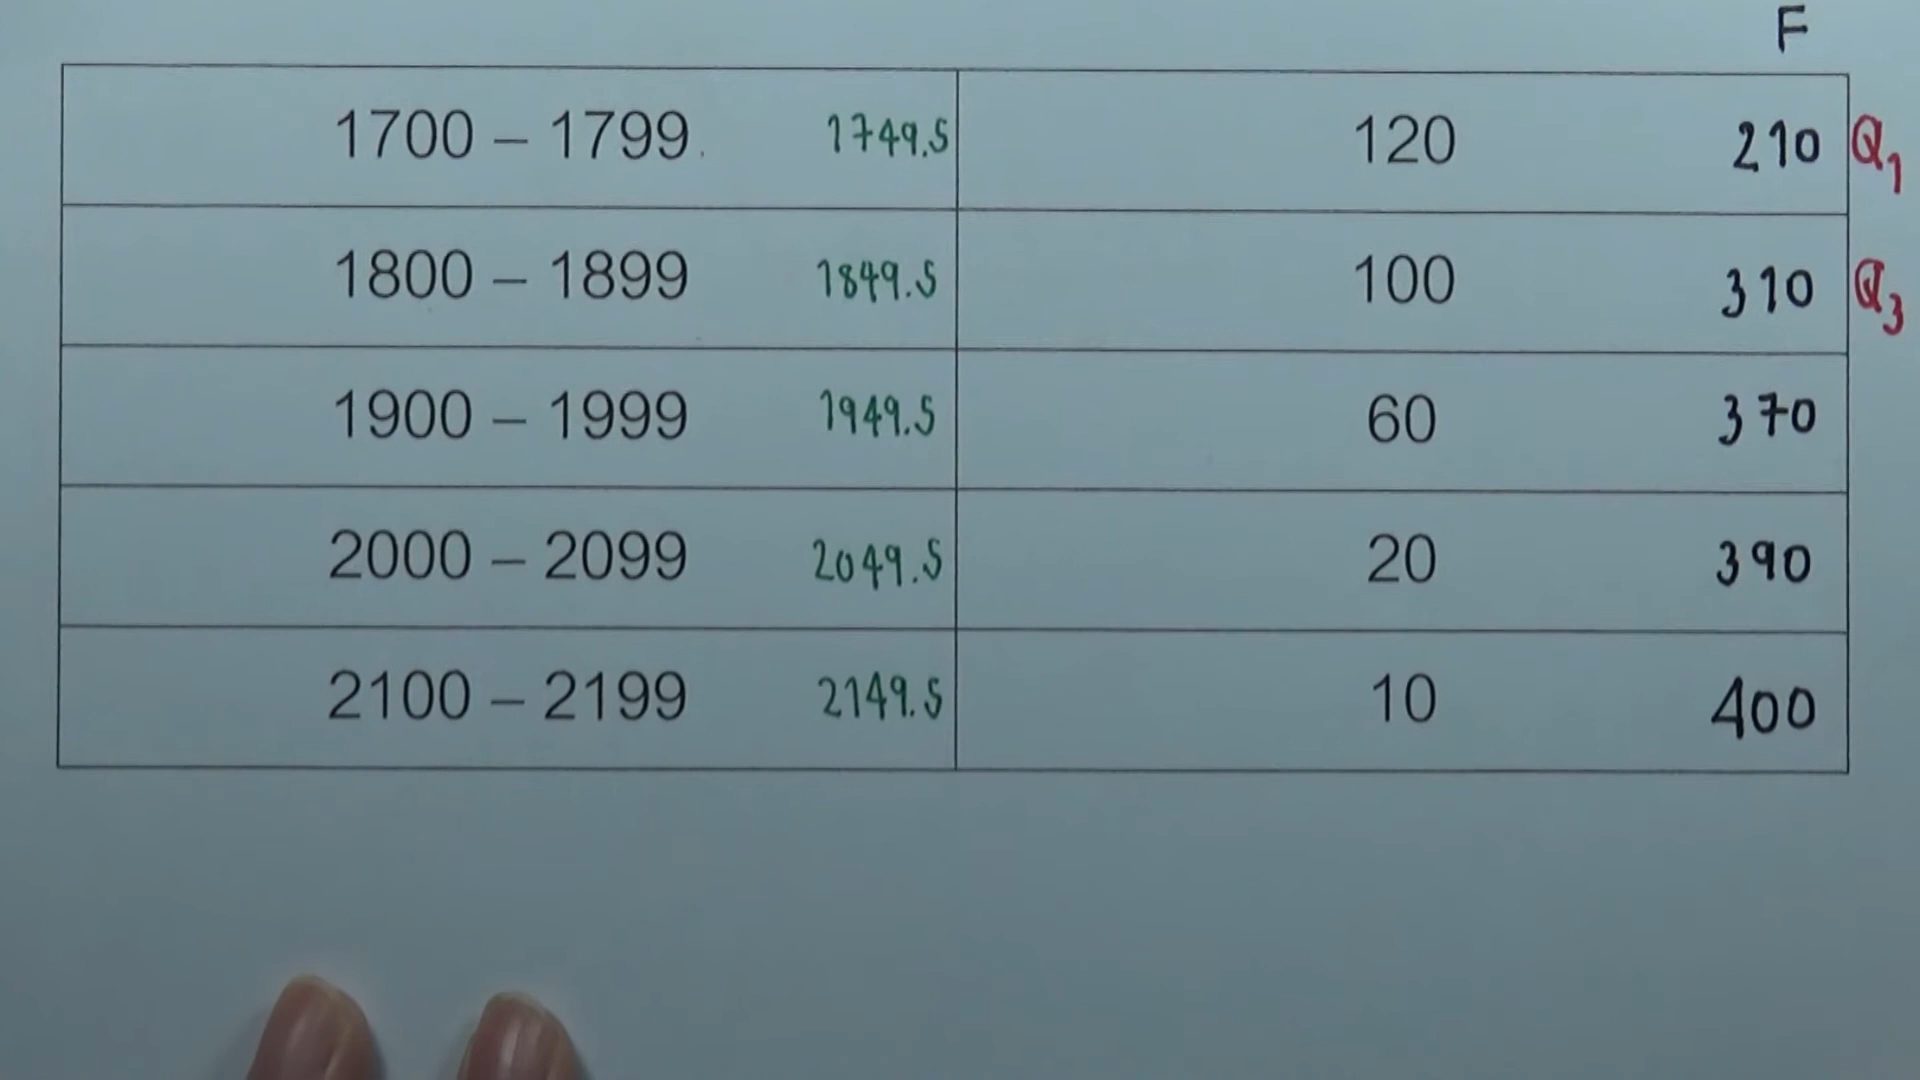 F
1700 – 1799 1749.5 120 210 Q1
1800 – 1899 1849.5 100 310 Q3
1900 – 1999 1949.5 60 370
2000 – 2099 2049.5 20 390
2100 – 2199 2149.5 10 400